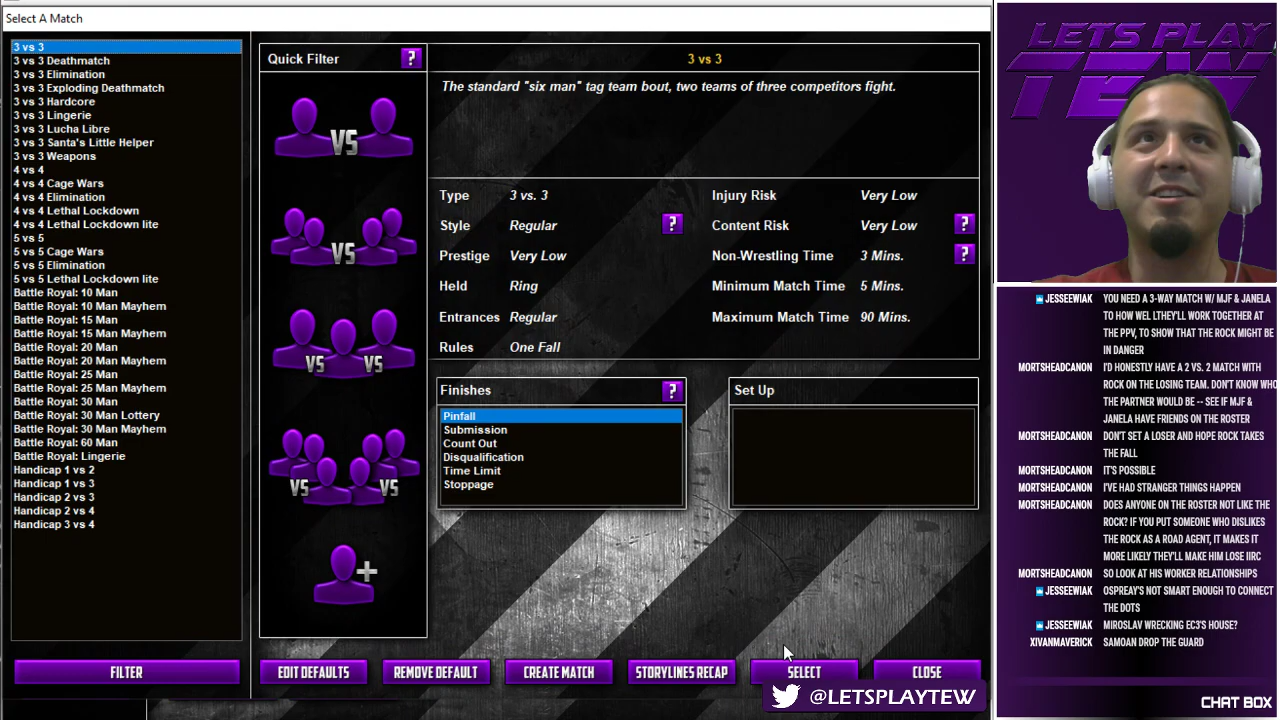 Select A Match
3 vs 3
3 vs 3 Deathmatch
3 vs 3 Elimination
3 vs 3 Exploding Deathmatch
3 vs 3 Hardcore
3 vs 3 Lingerie
3 vs 3 Lucha Libre
3 vs 3 Santa's Little Helper
3 vs 3 Weapons
4 vs 4
4 vs 4 Cage Wars
4 vs 4 Elimination
4 vs 4 Lethal Lockdown
4 vs 4 Lethal Lockdown lite
5 vs 5
5 vs 5 Cage Wars
5 vs 5 Elimination
5 vs 5 Lethal Lockdown lite
Battle Royal: 10 Man
Battle Royal: 10 Man Mayhem
Battle Royal: 15 Man
Battle Royal: 15 Man Mayhem
Battle Royal: 20 Man
Battle Royal: 20 Man Mayhem
Battle Royal: 25 Man
Battle Royal: 25 Man Mayhem
Battle Royal: 30 Man
Battle Royal: 30 Man Lottery
Battle Royal: 30 Man Mayhem
Battle Royal: 60 Man
Battle Royal: Lingerie
Handicap 1 vs 2
Handicap 1 vs 3
Handicap 2 vs 3
Handicap 2 vs 4
Handicap 3 vs 4
FILTER
Quick Filter ?
VS
VS
VS VS
VS VS
+
3 vs 3
The standard "six man" tag team bout, two teams of three competitors fight.
Type 3 vs. 3
Style Regular ?
Prestige Very Low
Held Ring
Entrances Regular
Rules One Fall
Injury Risk Very Low
Content Risk Very Low ?
Non-Wrestling Time 3 Mins. ?
Minimum Match Time 5 Mins.
Maximum Match Time 90 Mins.
Finishes ?
Pinfall
Submission
Count Out
Disqualification
Time Limit
Stoppage
Set Up
EDIT DEFAULTS REMOVE DEFAULT CREATE MATCH STORYLINES RECAP SELECT CLOSE
@LETSPLAYTEW
LETS PLAY
TEW
JESSEEWIAK YOU NEED A 3-WAY MATCH W/ MJF & JANELA
TO HOW WEL LTHEY'LL WORK TOGETHER AT
THE PPV, TO SHOW THAT THE ROCK MIGHT BE
IN DANGER
MORTSHEADCANON I'D HONESTLY HAVE A 2 VS. 2 MATCH WITH
ROCK ON THE LOSING TEAM. DON'T KNOW WHO
THE PARTNER WOULD BE -- SEE IF MJF &
JANELA HAVE FRIENDS ON THE ROSTER
MORTSHEADCANON DON'T SET A LOSER AND HOPE ROCK TAKES
THE FALL
MORTSHEADCANON IT'S POSSIBLE
MORTSHEADCANON I'VE HAD STRANGER THINGS HAPPEN
MORTSHEADCANON DOES ANYONE ON THE ROSTER NOT LIKE THE
ROCK? IF YOU PUT SOMEONE WHO DISLIKES
THE ROCK AS A ROAD AGENT, IT MAKES IT
MORE LIKELY THEY'LL MAKE HIM LOSE IIRC
MORTSHEADCANON SO LOOK AT HIS WORKER RELATIONSHIPS
JESSEEWIAK OSPREAY'S NOT SMART ENOUGH TO CONNECT
THE DOTS
JESSEEWIAK MIROSLAV WRECKING EC3'S HOUSE?
XIVANMAVERICK SAMOAN DROP THE GUARD
CHAT BOX